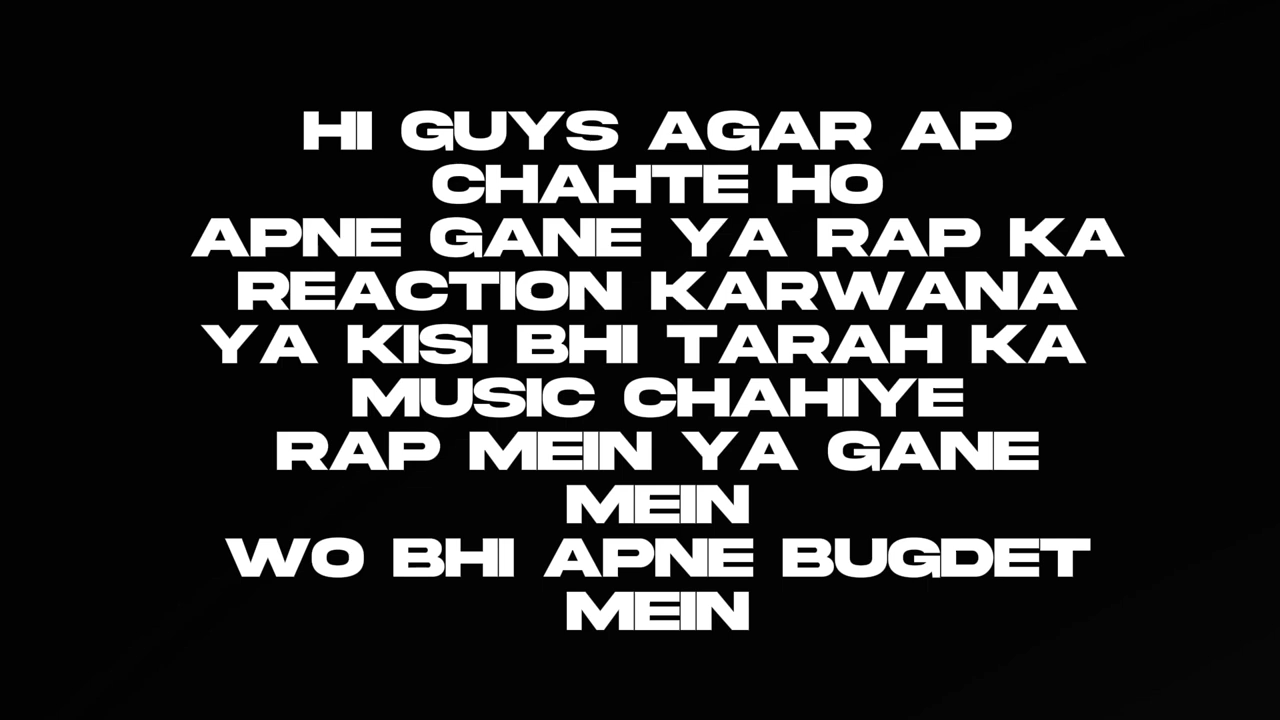 HI GUYS AGAR AP
CHAHTE HO
APNE GANE YA RAP KA
REACTION KARWANA
YA KISI BHI TARAH KA
MUSIC CHAHIYE
RAP MEIN YA GANE
MEIN
WO BHI APNE BUGDET
MEIN